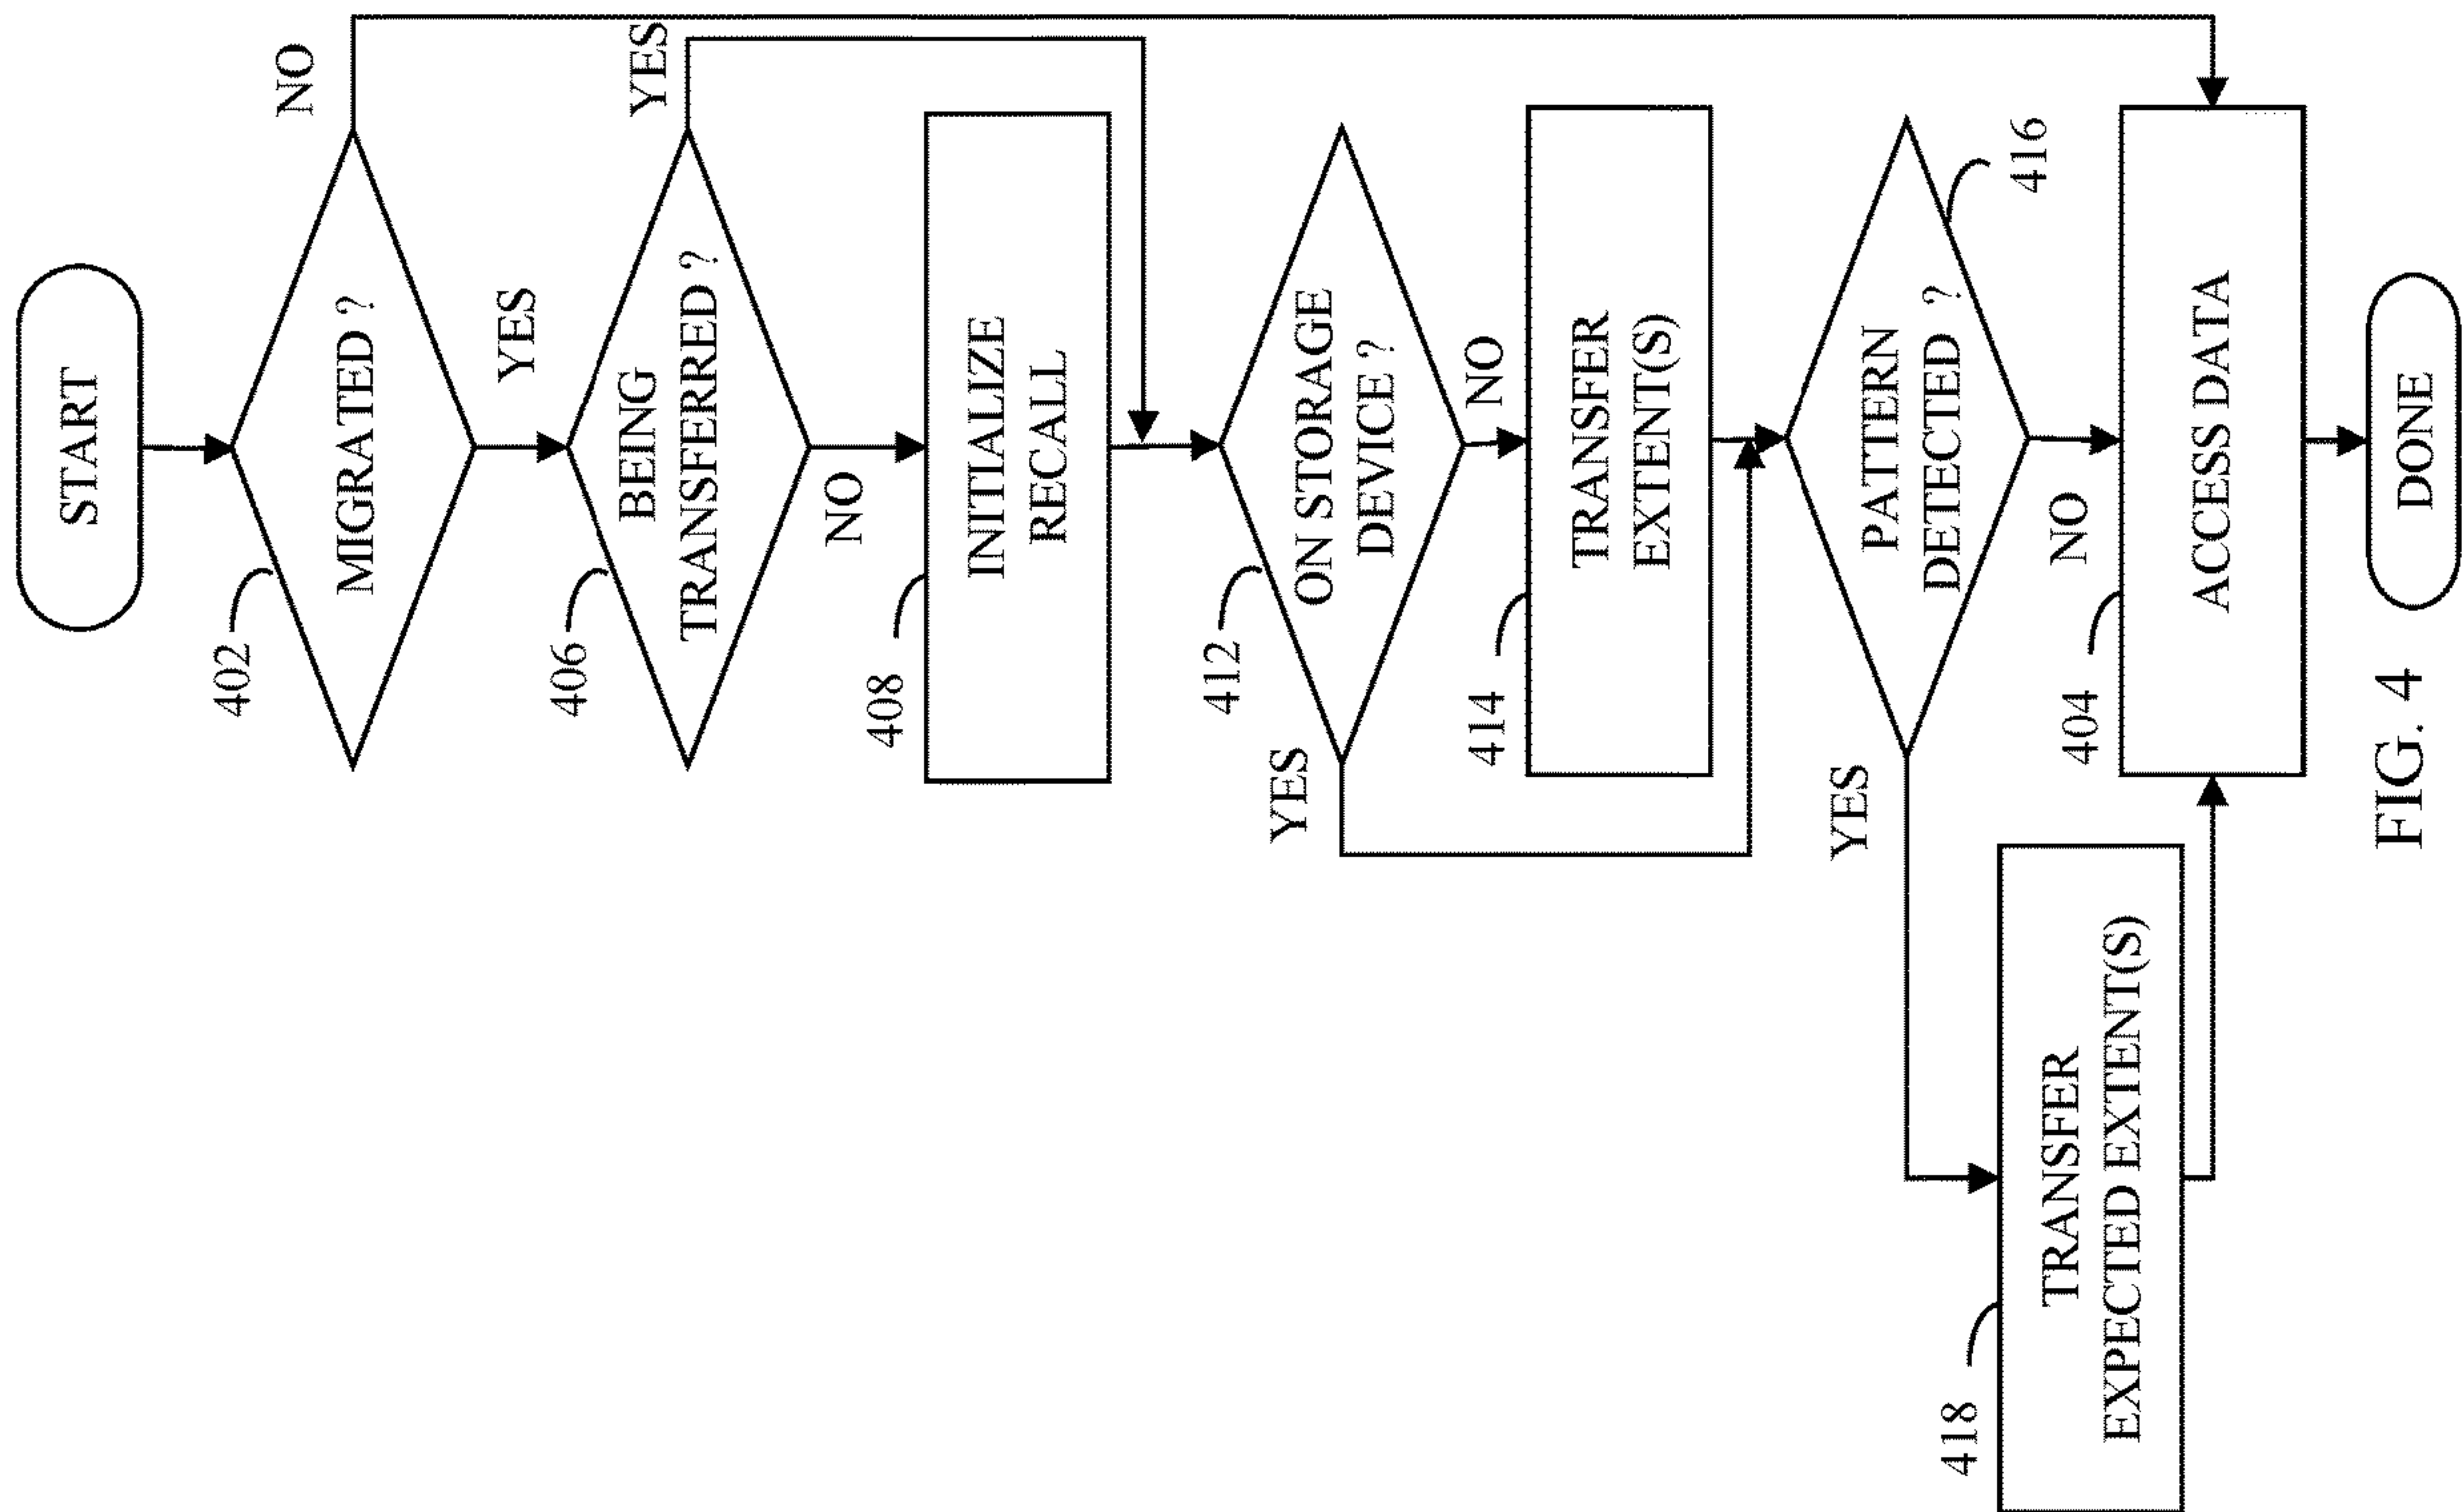 START
402
MIGRATED ?
NO
YES
406
BEING
TRANSFERRED ?
YES
NO
408
INITIALIZE
RECALL
412
ON STORAGE
DEVICE ?
YES
NO
414
TRANSFER
EXTENT(S)
PATTERN
DETECTED ?
416
YES
NO
418
TRANSFER
EXPECTED EXTENT(S)
404
ACCESS DATA
DONE
FIG. 4